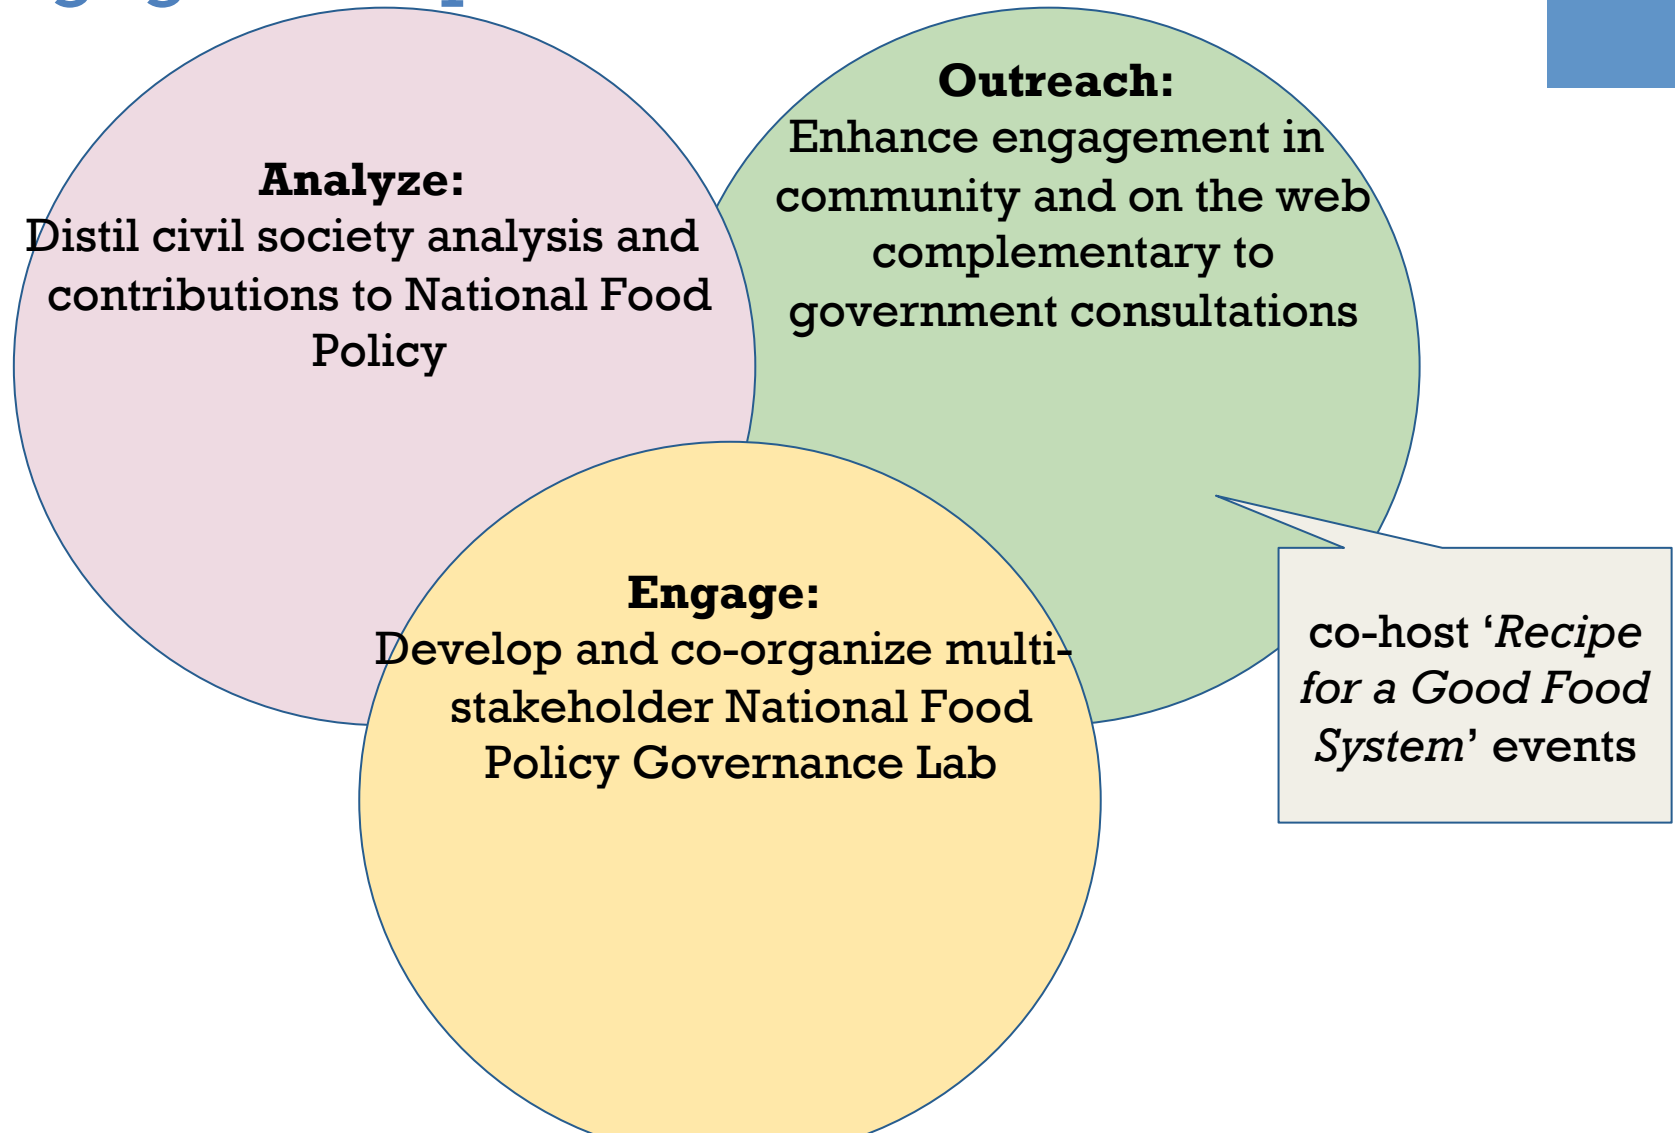 Analyze:
Distil civil society analysis and
contributions to National Food
Policy
Outreach:
Enhance engagement in
community and on the web
complementary to
government consultations
Engage:
Develop and co-organize multi-
stakeholder National Food
Policy Governance Lab
co-host ‘Recipe
for a Good Food
System’ events